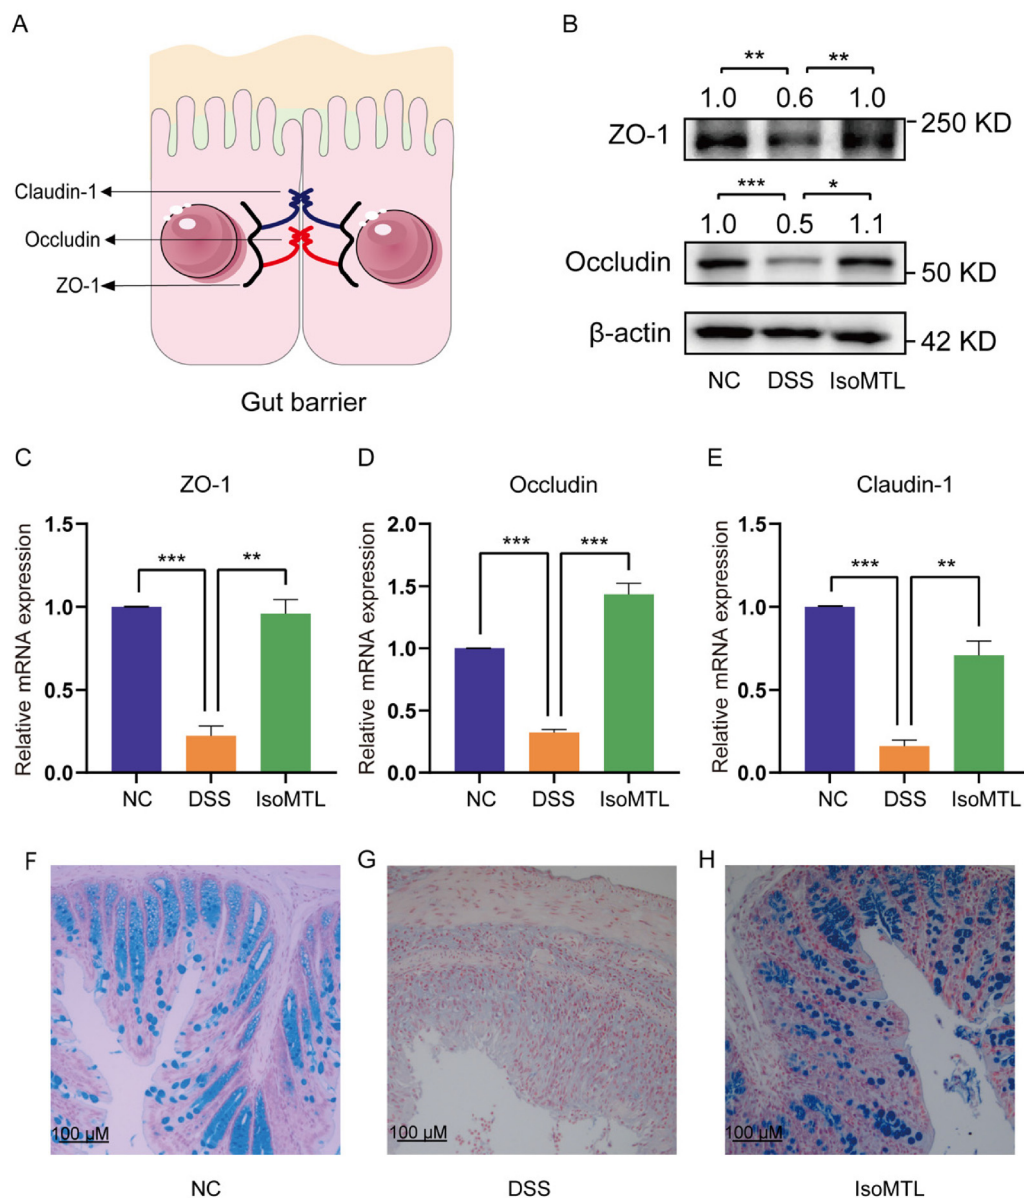 A
Claudin-1
Occludin
ZO-1
Gut barrier
B
** **
1.0 0.6 1.0
250 KD
ZO-1
*** *
1.0 0.5 1.1
Occludin
50 KD
β-actin
42 KD
NC DSS IsoMTL
C
ZO-1
Relative mRNA expression
1.5
1.0
0.5
0.0
*** **
NC DSS IsoMTL
D
Occludin
Relative mRNA expression
2.0
1.5
1.0
0.5
0.0
*** ***
NC DSS IsoMTL
E
Claudin-1
Relative mRNA expression
1.5
1.0
0.5
0.0
*** **
NC DSS IsoMTL
F
100 µM
NC
G
100 µM
DSS
H
100 µM
IsoMTL